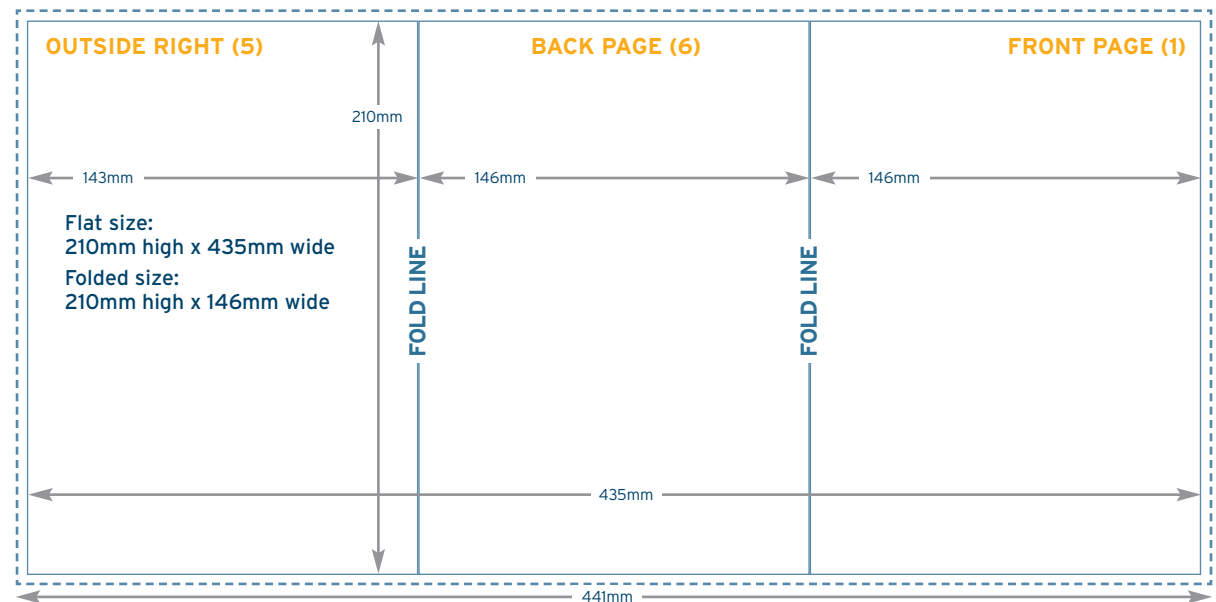 OUTSIDE RIGHT (5)
BACK PAGE (6)
FRONT PAGE (1)
210mm
143mm
146mm
146mm
Flat size:
210mm high x 435mm wide
Folded size:
210mm high x 146mm wide
FOLD LINE
FOLD LINE
435mm
441mm